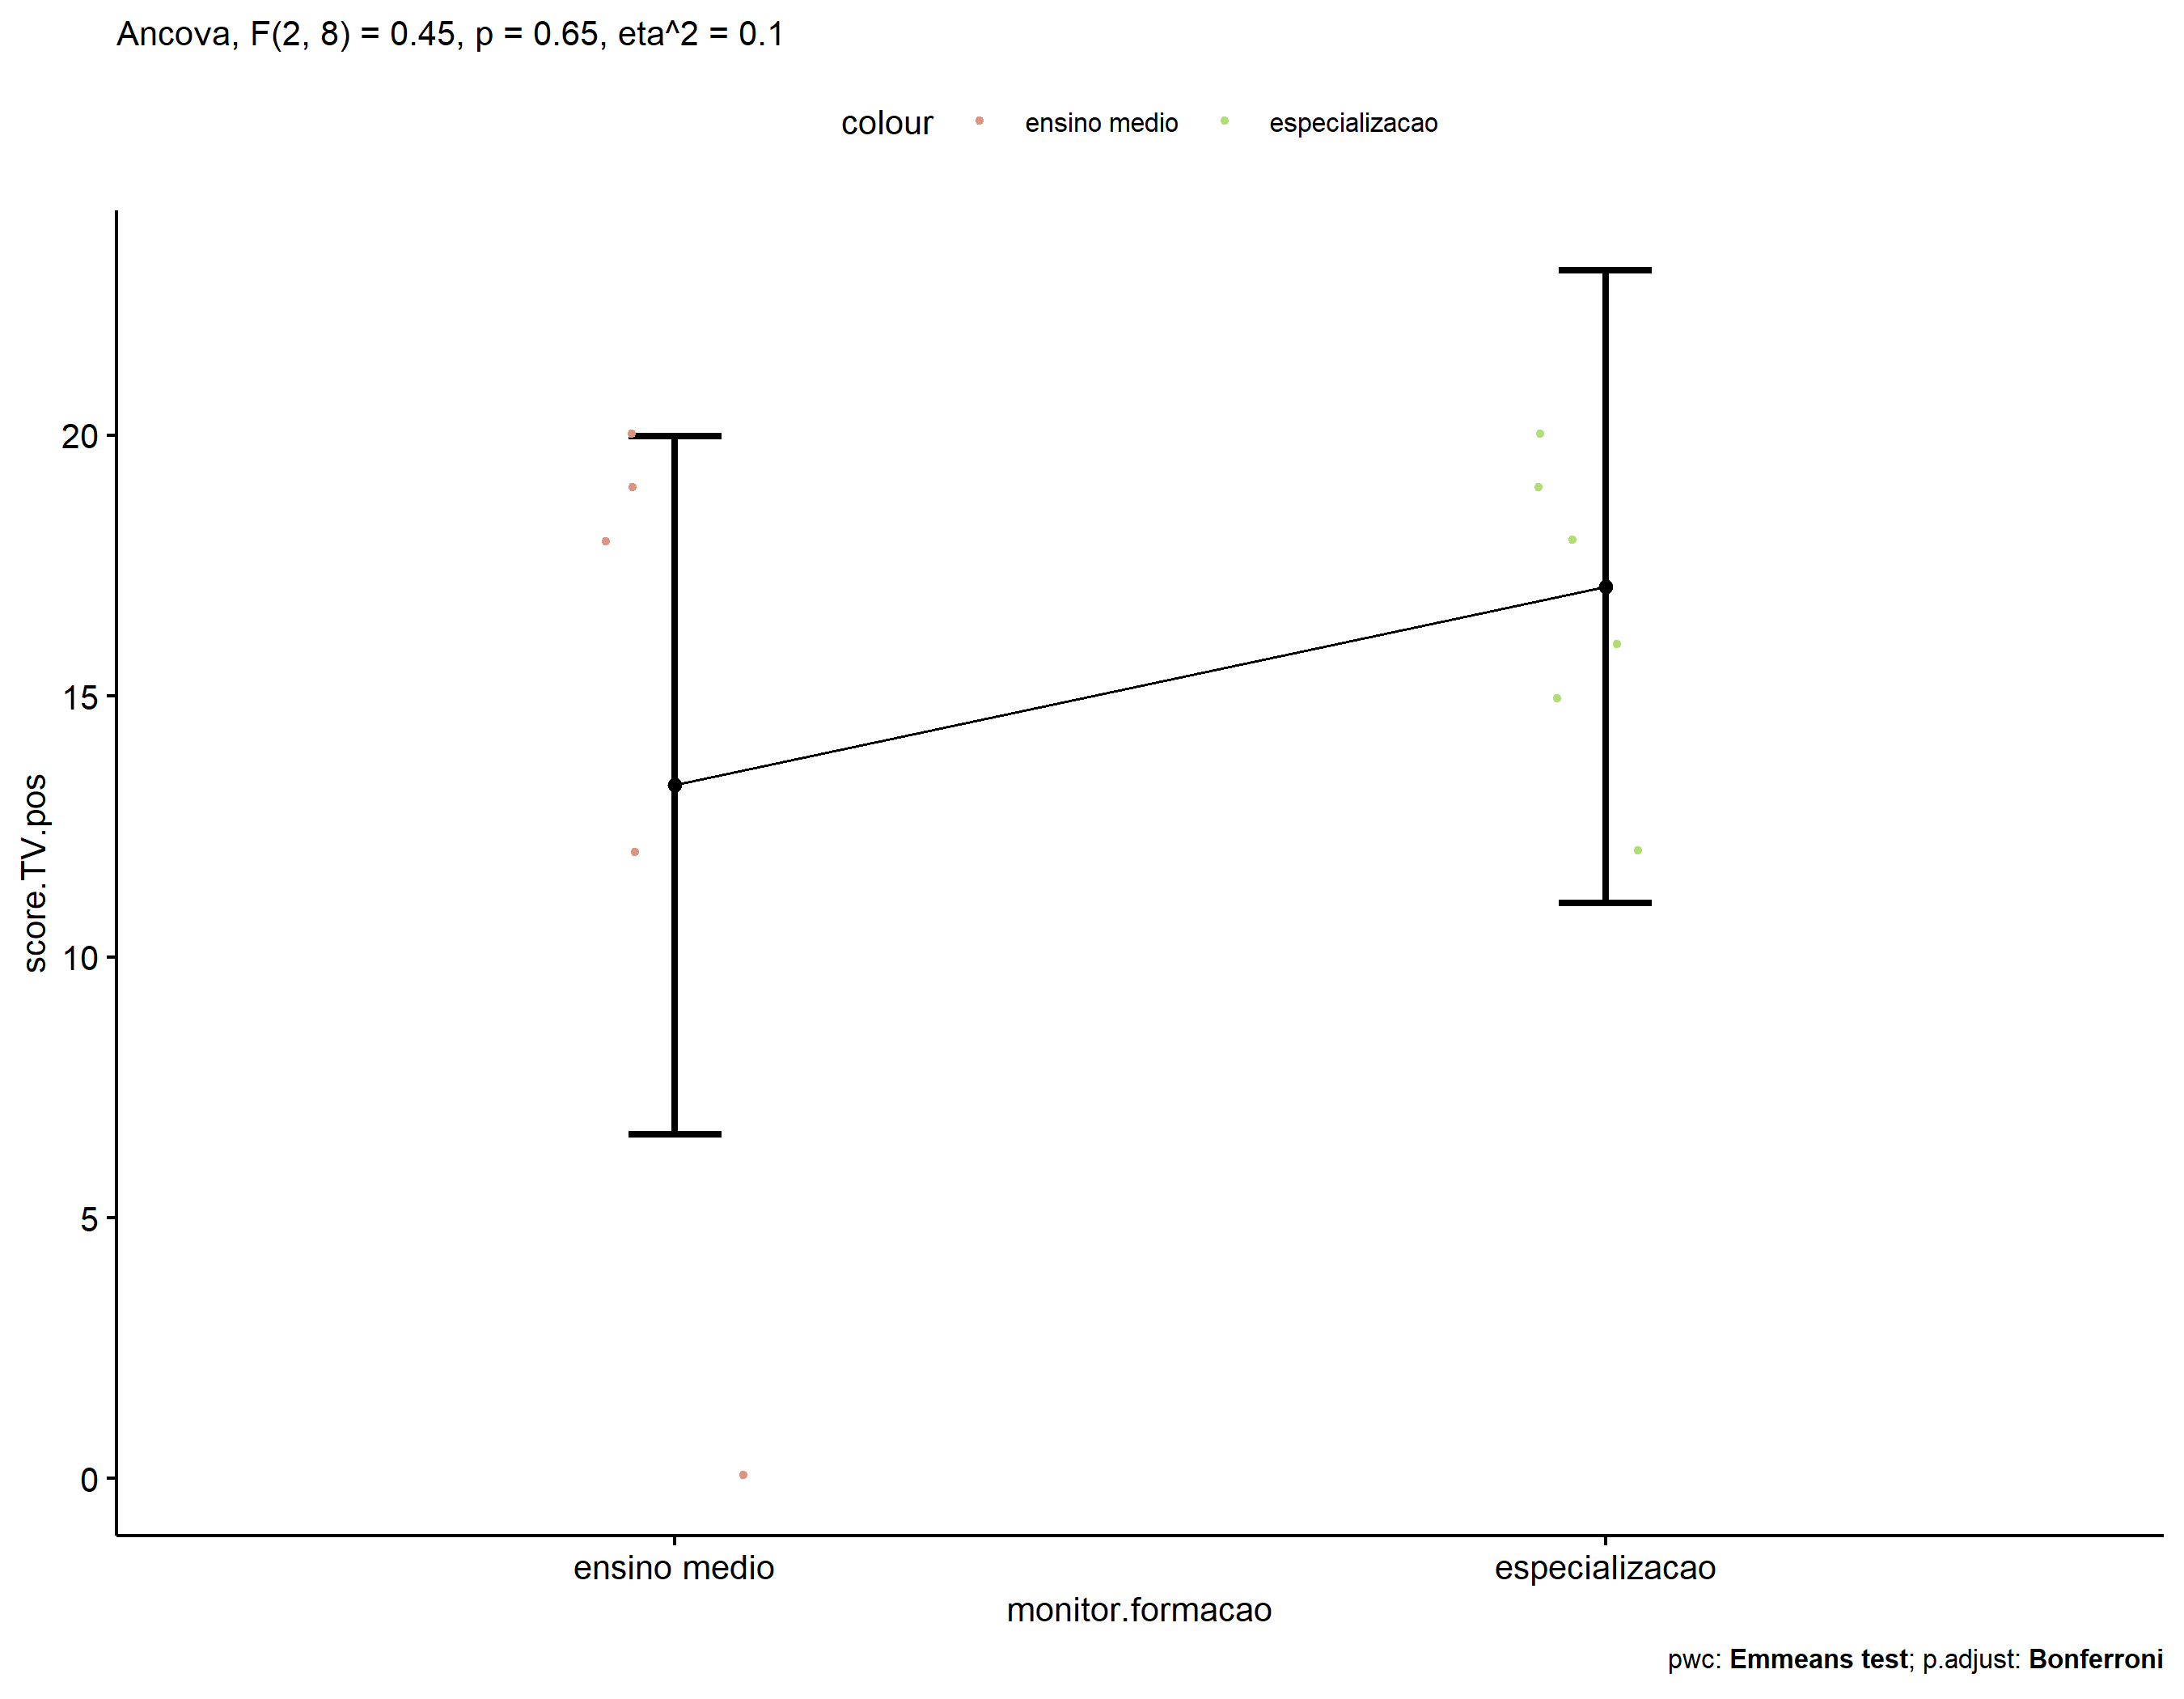 Ancova, F(2, 8) = 0.45, p = 0.65, eta^2 = 0.1
colour ensino medio especializacao
score.TV.pos
20
15
10
5
0
ensino medio especializacao
monitor.formacao
pwc: Emmeans test; p.adjust: Bonferroni